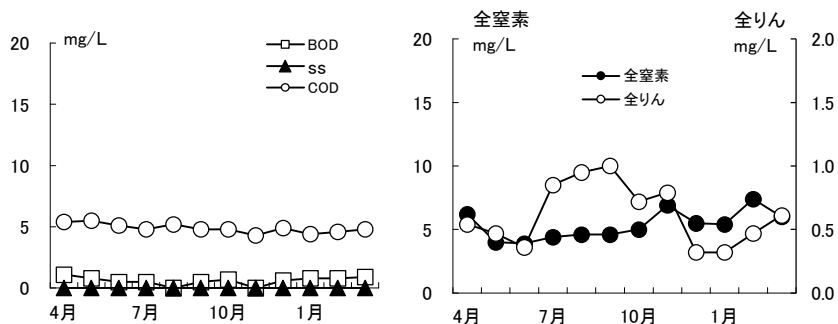 mg/L
BOD
ss
COD
20
15
10
5
0
4月 7月 10月 1月
全窒素 全りん
mg/L mg/L
全窒素
全りん
20 2.0
15 1.5
10 1.0
5 0.5
0 0.0
4月 7月 10月 1月